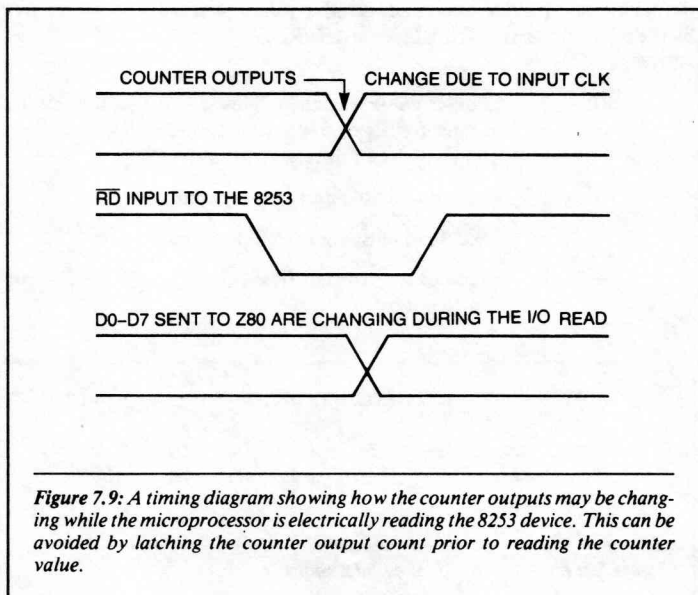 COUNTER OUTPUTS CHANGE DUE TO INPUT CLK
R̅D̅ INPUT TO THE 8253
D0–D7 SENT TO Z80 ARE CHANGING DURING THE I/O READ
Figure 7.9: A timing diagram showing how the counter outputs may be chang-
ing while the microprocessor is electrically reading the 8253 device. This can be
avoided by latching the counter output count prior to reading the counter
value.